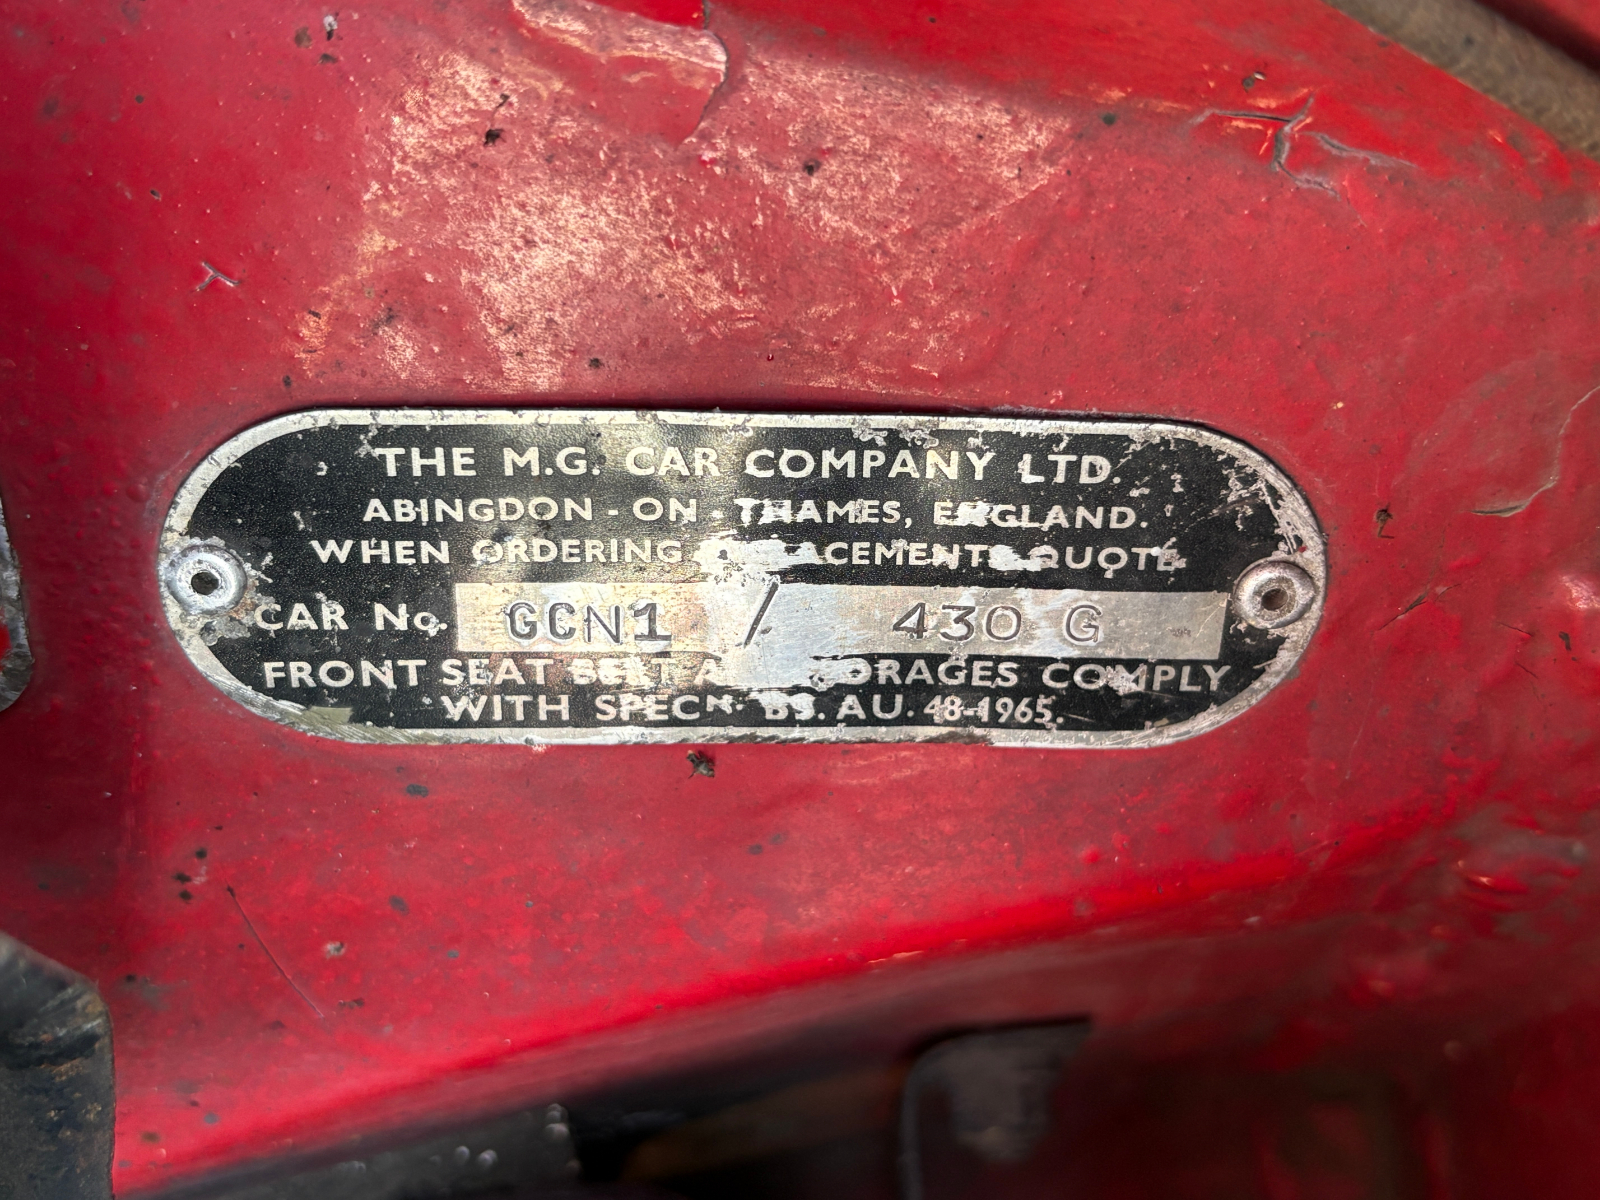 THE M.G. CAR COMPANY LTD.
ABINGDON - ON - THAMES, ENGLAND.
WHEN ORDERING QUOTE
CAR No. GCN1 / 430 G
FRONT SEAT BELT COMPLY
WITH SPECN. BS. AU. 48-1965.